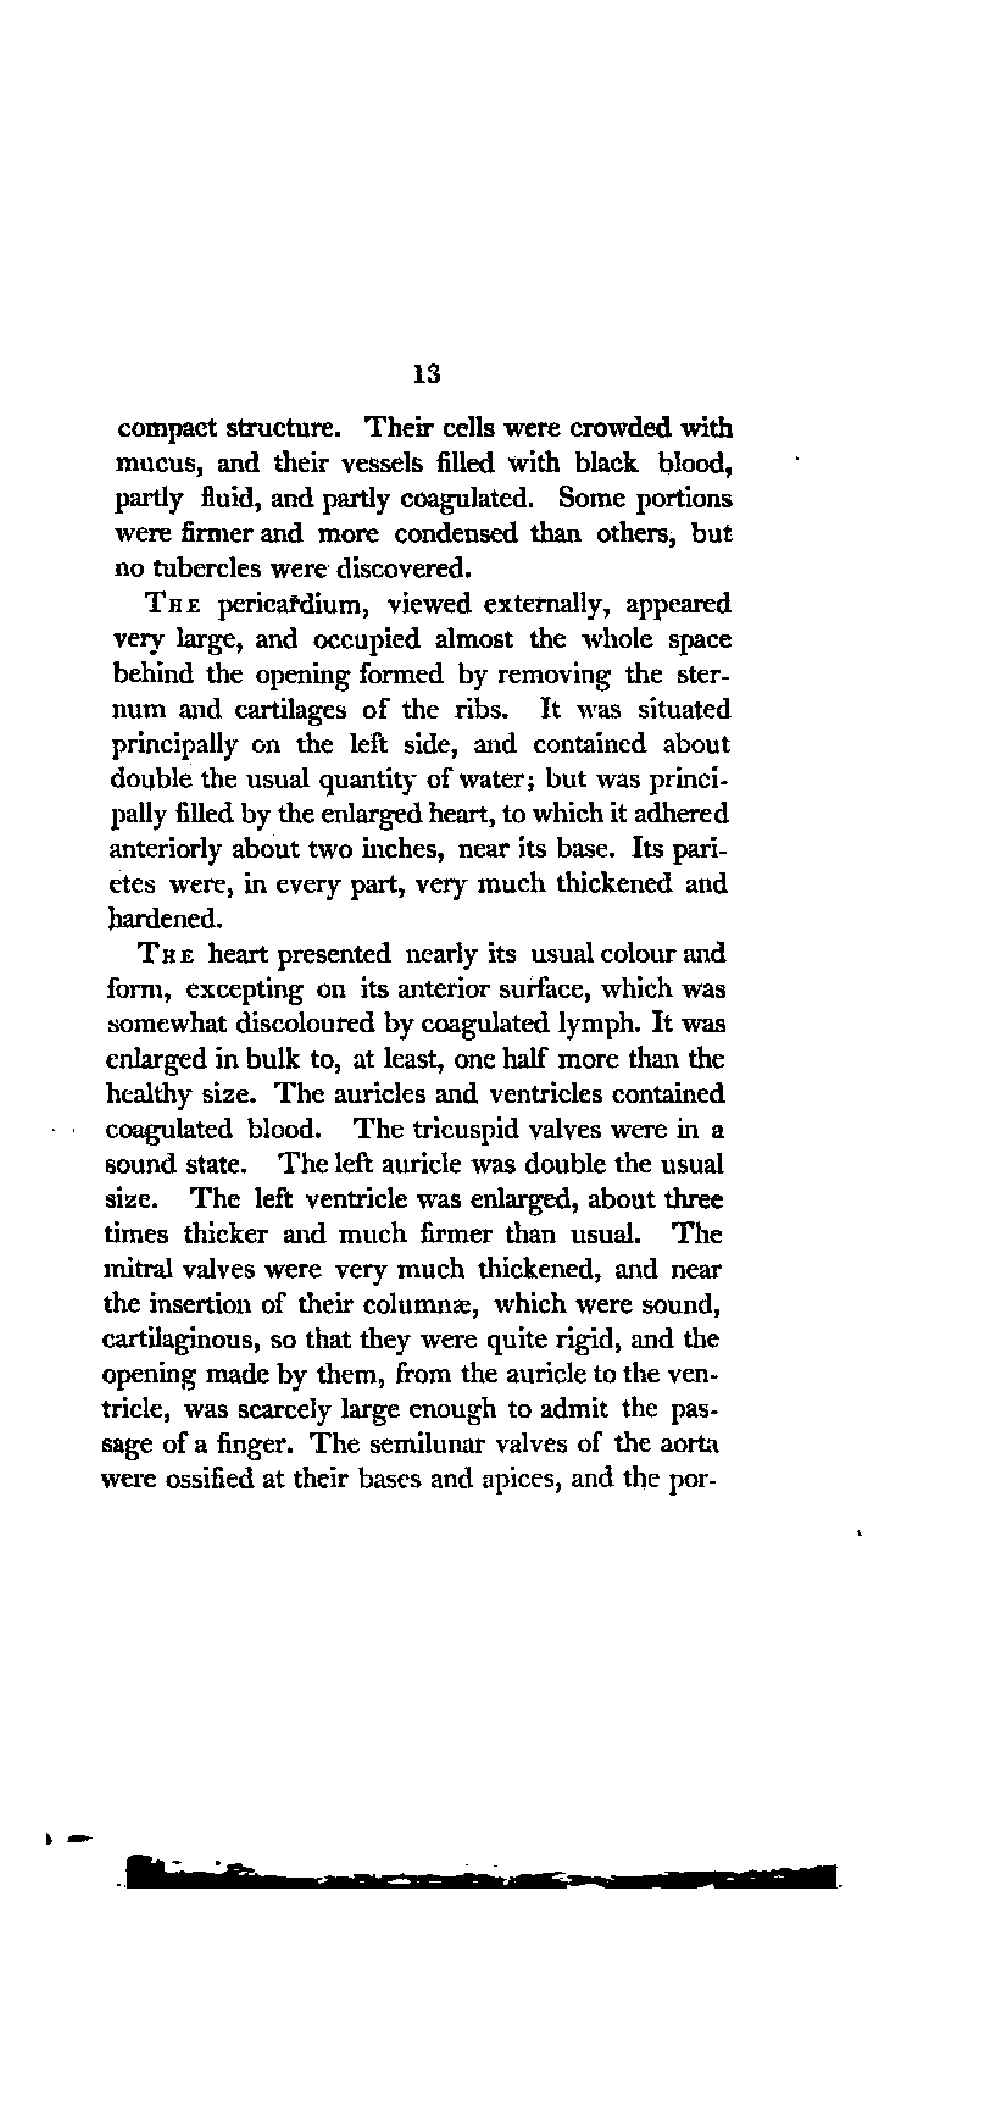 13
compact structure. Their cells were crowded with
mucus, and their vessels filled with black blood,
partly fluid, and partly coagulated. Some portions
were firmer and more condensed than others, but
no tubercles were discovered.
THE pericardium, viewed externally, appeared
very large, and occupied almost the whole space
behind the opening formed by removing the ster-
num and cartilages of the ribs. It was situated
principally on the left side, and contained about
double the usual quantity of water; but was princi-
pally filled by the enlarged heart, to which it adhered
anteriorly about two inches, near its base. Its pari-
etes were, in every part, very much thickened and
hardened.
THE heart presented nearly its usual colour and
form, excepting on its anterior surface, which was
somewhat discoloured by coagulated lymph. It was
enlarged in bulk to, at least, one half more than the
healthy size. The auricles and ventricles contained
coagulated blood. The tricuspid valves were in a
sound state. The left auricle was double the usual
size. The left ventricle was enlarged, about three
times thicker and much firmer than usual. The
mitral valves were very much thickened, and near
the insertion of their columnæ, which were sound,
cartilaginous, so that they were quite rigid, and the
opening made by them, from the auricle to the ven-
tricle, was scarcely large enough to admit the pas-
sage of a finger. The semilunar valves of the aorta
were ossified at their bases and apices, and the por-